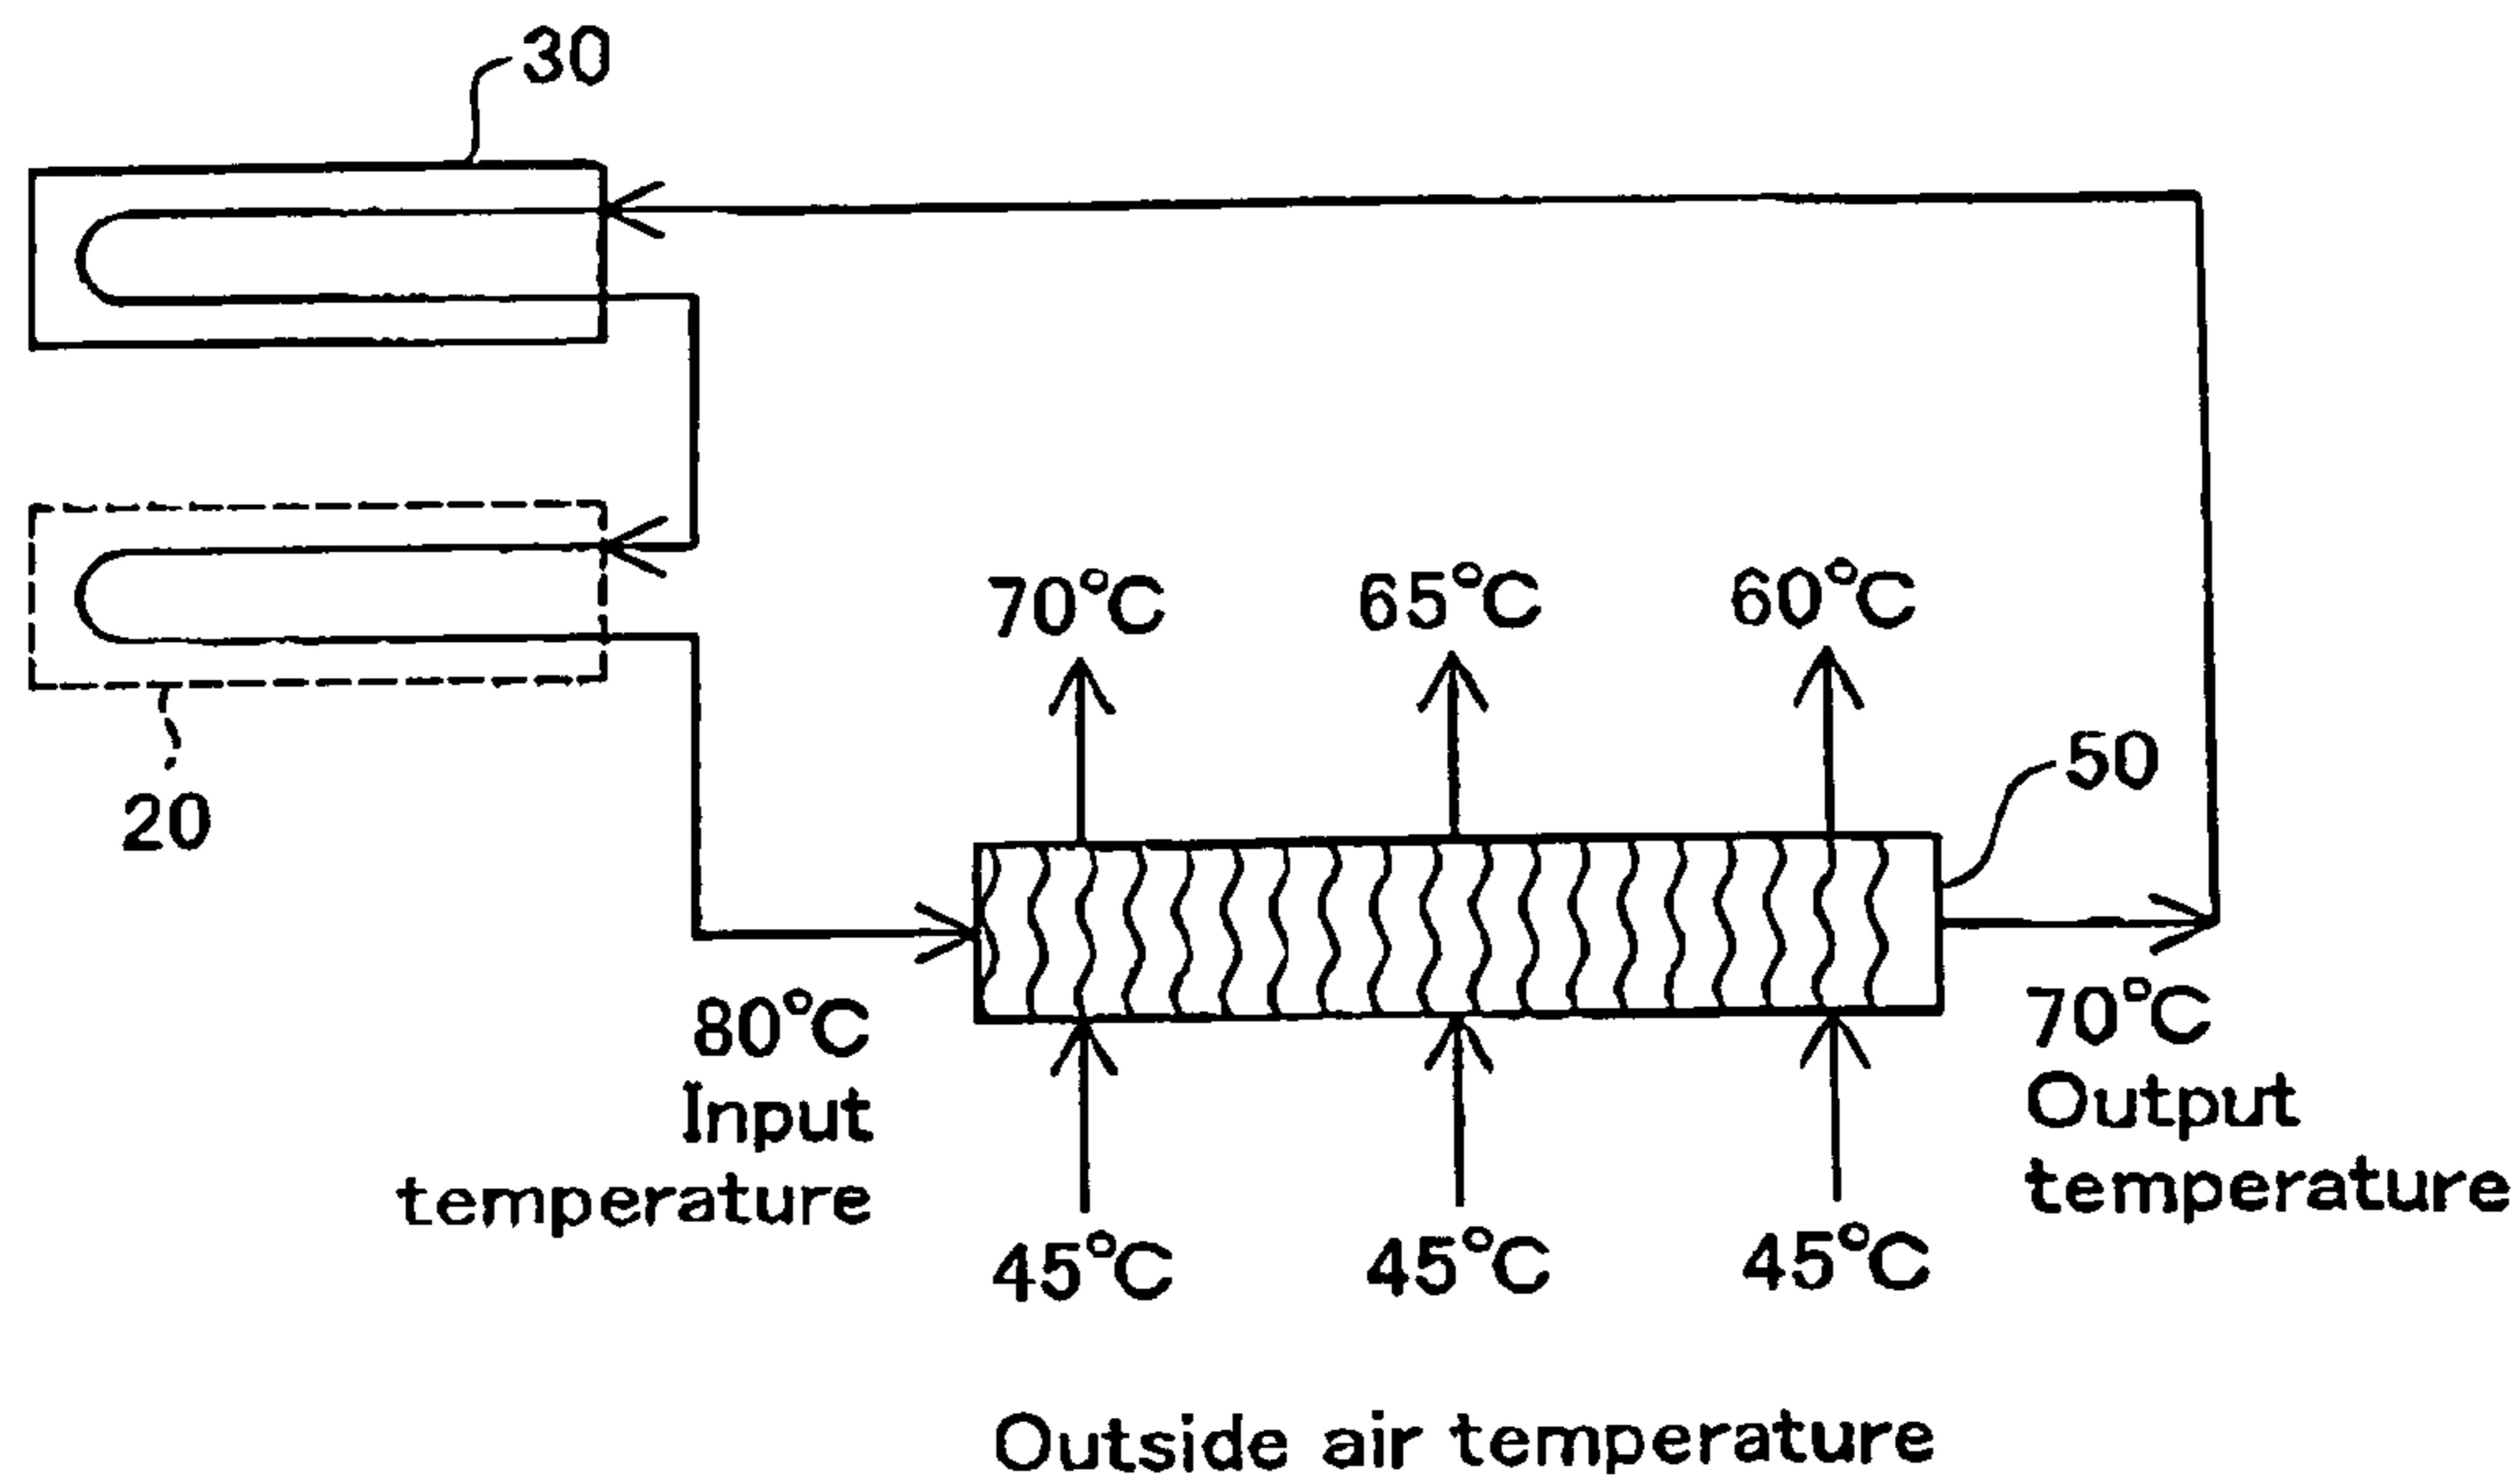 30
70℃ 65℃ 60℃
50
20
80℃
Input
temperature
70℃
Output
temperature
45℃ 45℃ 45℃
Outside air temperature